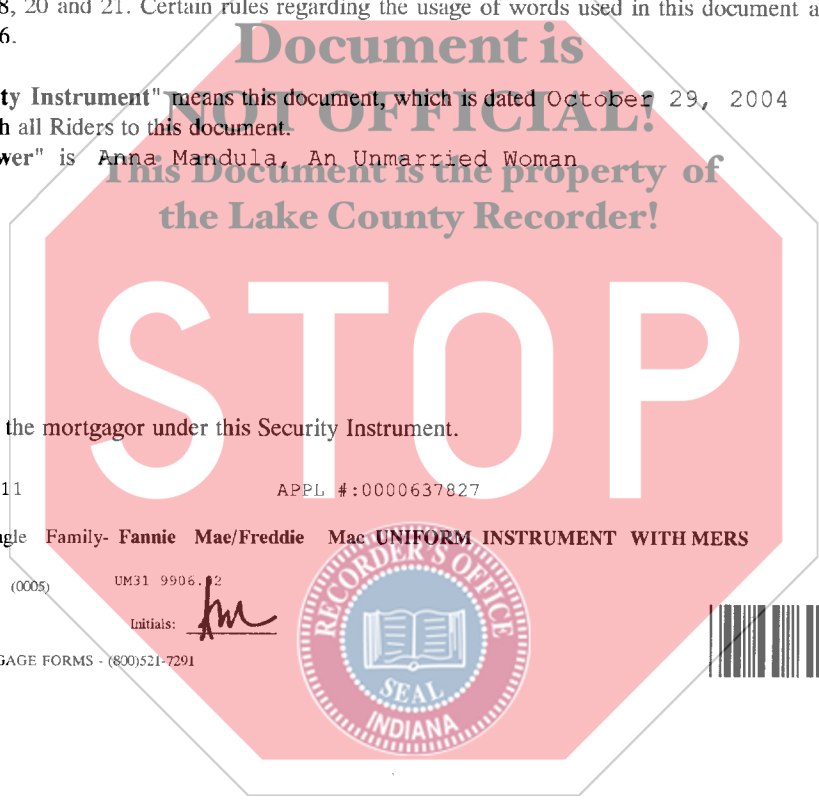 8, 20 and 21. Certain rules regarding the usage of words used in this document a
6.
Document is
ty Instrument" means this document, which is dated October 29, 2004
NOT OFFICIAL!
h all Riders to this document.
wer" is Anna Mandula, An Unmarried Woman
This Document is the property of
the Lake County Recorder!
STOP
the mortgagor under this Security Instrument.
11 APPL #:0000637827
ngle Family- Fannie Mae/Freddie Mac UNIFORM INSTRUMENT WITH MERS
(0005) UM31 9906.
Initials:
GAGE FORMS - (800)521-7291
RECORDER'S OFFICE
SEAL
INDIANA